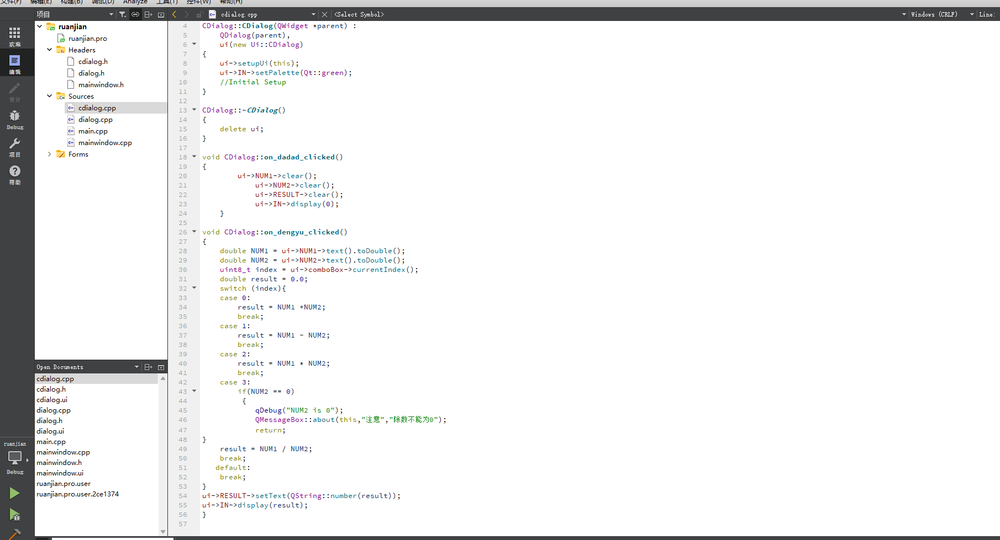 文件(F) 编辑(E) 构建(B) 调试(D) Analyze 工具(T) 控件(W) 帮助(H)
项目
cdialog.cpp
<Select Symbol>
Windows (CRLF)
Line:
欢迎
编辑
设计
Debug
项目
帮助
ruanjian
ruanjian.pro
Headers
cdialog.h
dialog.h
mainwindow.h
Sources
cdialog.cpp
dialog.cpp
main.cpp
mainwindow.cpp
Forms
Open Documents
cdialog.cpp
cdialog.h
cdialog.ui
dialog.cpp
dialog.h
dialog.ui
main.cpp
mainwindow.cpp
mainwindow.h
mainwindow.ui
ruanjian.pro.user
ruanjian.pro.user.2ce1374
ruanjian
Debug
4 CDialog::CDialog(QWidget *parent) :
5     QDialog(parent),
6     ui(new Ui::CDialog)
7 {
8     ui->setupUi(this);
9     ui->IN->setPalette(Qt::green);
10     //Initial Setup
11 }
12
13 CDialog::~CDialog()
14 {
15     delete ui;
16 }
17
18 void CDialog::on_dadad_clicked()
19 {
20         ui->NUM1->clear();
21             ui->NUM2->clear();
22             ui->RESULT->clear();
23             ui->IN->display(0);
24     }
25
26 void CDialog::on_dengyu_clicked()
27 {
28     double NUM1 = ui->NUM1->text().toDouble();
29     double NUM2 = ui->NUM2->text().toDouble();
30     uint8_t index = ui->comboBox->currentIndex();
31     double result = 0.0;
32     switch (index){
33     case 0:
34         result = NUM1 +NUM2;
35         break;
36     case 1:
37         result = NUM1 - NUM2;
38         break;
39     case 2:
40         result = NUM1 * NUM2;
41         break;
42     case 3:
43         if(NUM2 == 0)
44          {
45             qDebug("NUM2 is 0");
46             QMessageBox::about(this,"注意","除数不能为0");
47             return;
48 }
49     result = NUM1 / NUM2;
50     break;
51    default:
52     break;
53 }
54 ui->RESULT->setText(QString::number(result));
55 ui->IN->display(result);
56 }
57